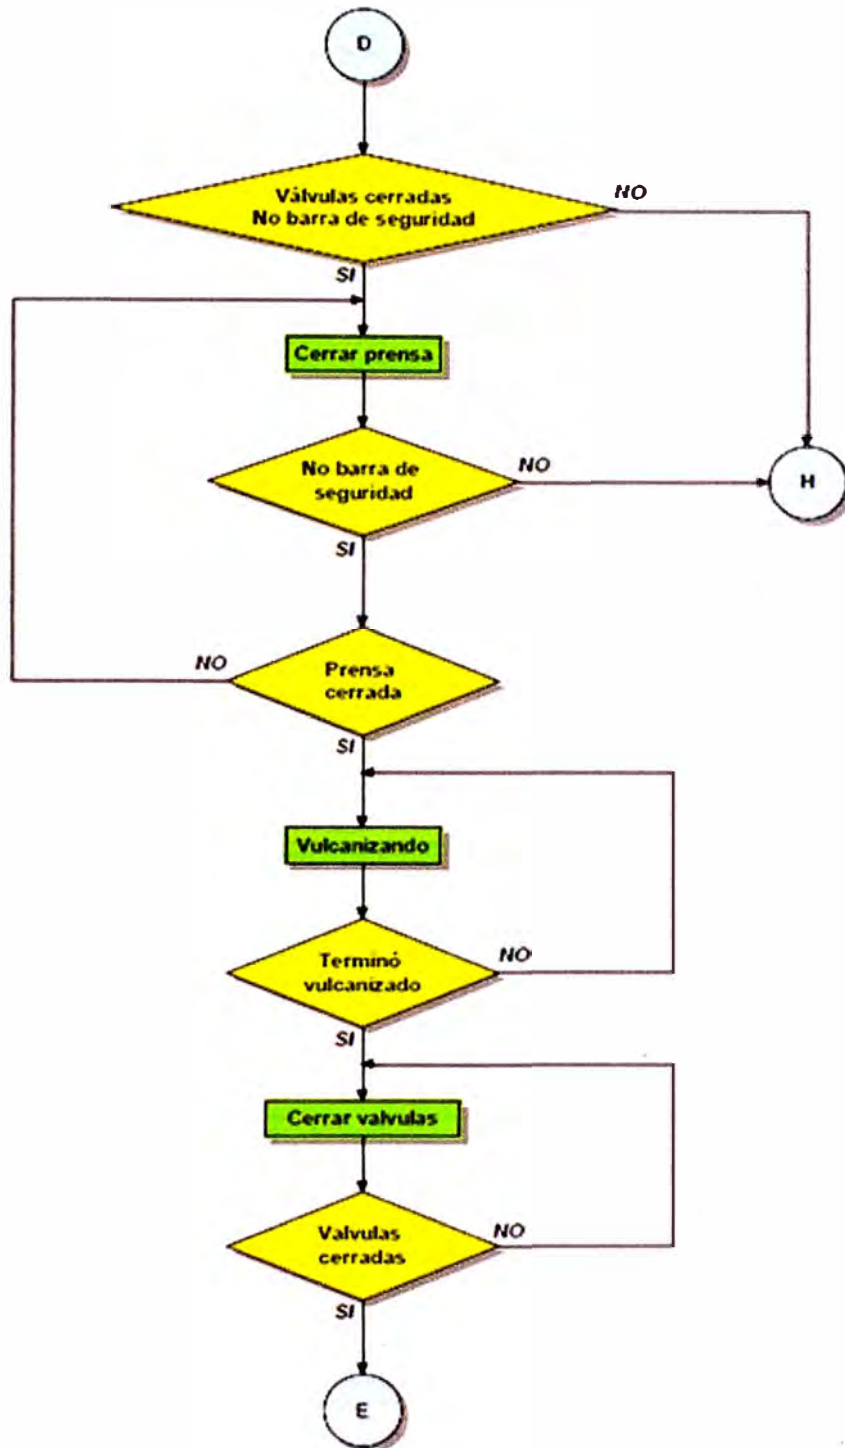 D
Válvulas cerradas
No barra de seguridad
NO
SI
Cerrar prensa
No barra de
seguridad
NO
H
SI
NO
Prensa
cerrada
SI
Vulcanizando
Terminó
vulcanizado
NO
SI
Cerrar valvulas
Valvulas
cerradas
NO
SI
E